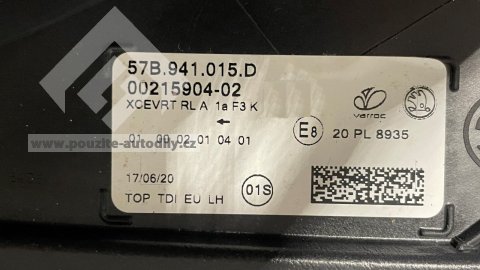 57B.941.015.D
00215904-02
XCEVRT RL A 1a F3 K
←
01 00 02 01 04 01
varroc
E8
20 PL 8935
www.pouzite-autodily.cz
17/06/20
01S
TOP TDI EU LH